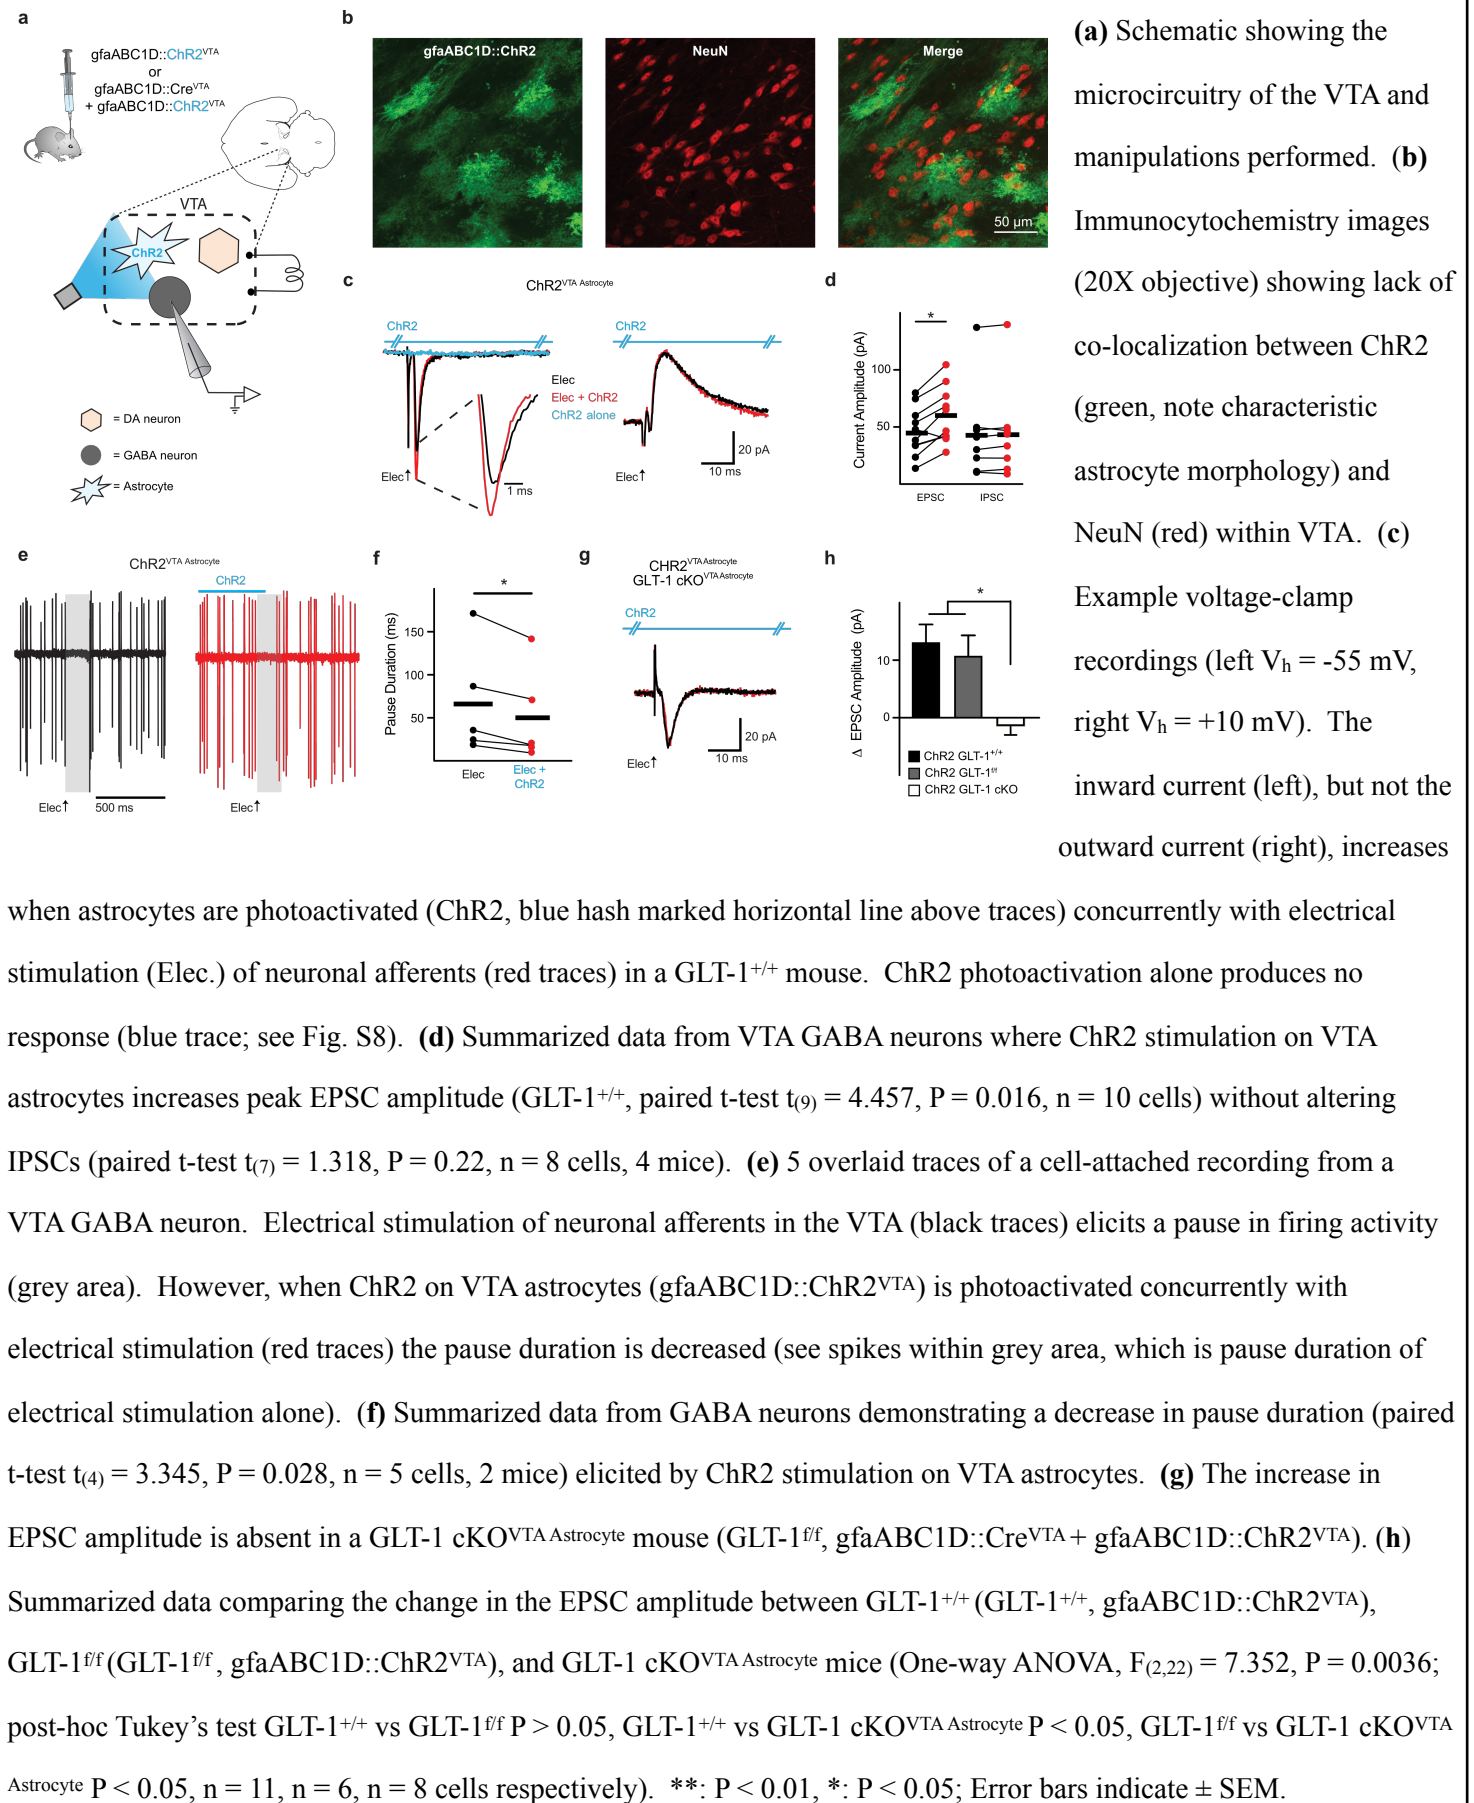 a
gfaABC1D::ChR2VTA
or
gfaABC1D::CreVTA
+ gfaABC1D::ChR2VTA
VTA
ChR2
= DA neuron
= GABA neuron
= Astrocyte
b
gfaABC1D::ChR2
NeuN
Merge
50 µm
c
ChR2VTA Astrocyte
ChR2
ChR2
Elec
Elec + ChR2
ChR2 alone
Elec↑
1 ms
Elec↑
20 pA
10 ms
d
*
Current Amplitude (pA)
100
50
EPSC
IPSC
e
ChR2VTA Astrocyte
ChR2
Elec↑
500 ms
Elec↑
f
*
Pause Duration (ms)
150
100
50
Elec
Elec +
ChR2
g
CHR2VTA Astrocyte
GLT-1 cKOVTA Astrocyte
ChR2
Elec↑
20 pA
10 ms
h
*
Δ EPSC Amplitude (pA)
10
0
ChR2 GLT-1+/+
ChR2 GLT-1f/f
ChR2 GLT-1 cKO
(a) Schematic showing the
microcircuitry of the VTA and
manipulations performed. (b)
Immunocytochemistry images
(20X objective) showing lack of
co-localization between ChR2
(green, note characteristic
astrocyte morphology) and
NeuN (red) within VTA. (c)
Example voltage-clamp
recordings (left Vh = -55 mV,
right Vh = +10 mV). The
inward current (left), but not the
outward current (right), increases
when astrocytes are photoactivated (ChR2, blue hash marked horizontal line above traces) concurrently with electrical
stimulation (Elec.) of neuronal afferents (red traces) in a GLT-1+/+ mouse. ChR2 photoactivation alone produces no
response (blue trace; see Fig. S8). (d) Summarized data from VTA GABA neurons where ChR2 stimulation on VTA
astrocytes increases peak EPSC amplitude (GLT-1+/+, paired t-test t(9) = 4.457, P = 0.016, n = 10 cells) without altering
IPSCs (paired t-test t(7) = 1.318, P = 0.22, n = 8 cells, 4 mice). (e) 5 overlaid traces of a cell-attached recording from a
VTA GABA neuron. Electrical stimulation of neuronal afferents in the VTA (black traces) elicits a pause in firing activity
(grey area). However, when ChR2 on VTA astrocytes (gfaABC1D::ChR2VTA) is photoactivated concurrently with
electrical stimulation (red traces) the pause duration is decreased (see spikes within grey area, which is pause duration of
electrical stimulation alone). (f) Summarized data from GABA neurons demonstrating a decrease in pause duration (paired
t-test t(4) = 3.345, P = 0.028, n = 5 cells, 2 mice) elicited by ChR2 stimulation on VTA astrocytes. (g) The increase in
EPSC amplitude is absent in a GLT-1 cKOVTA Astrocyte mouse (GLT-1f/f, gfaABC1D::CreVTA + gfaABC1D::ChR2VTA). (h)
Summarized data comparing the change in the EPSC amplitude between GLT-1+/+ (GLT-1+/+, gfaABC1D::ChR2VTA),
GLT-1f/f (GLT-1f/f , gfaABC1D::ChR2VTA), and GLT-1 cKOVTA Astrocyte mice (One-way ANOVA, F(2,22) = 7.352, P = 0.0036;
post-hoc Tukey's test GLT-1+/+ vs GLT-1f/f P > 0.05, GLT-1+/+ vs GLT-1 cKOVTA Astrocyte P < 0.05, GLT-1f/f vs GLT-1 cKOVTA
Astrocyte P < 0.05, n = 11, n = 6, n = 8 cells respectively). **: P < 0.01, *: P < 0.05; Error bars indicate ± SEM.